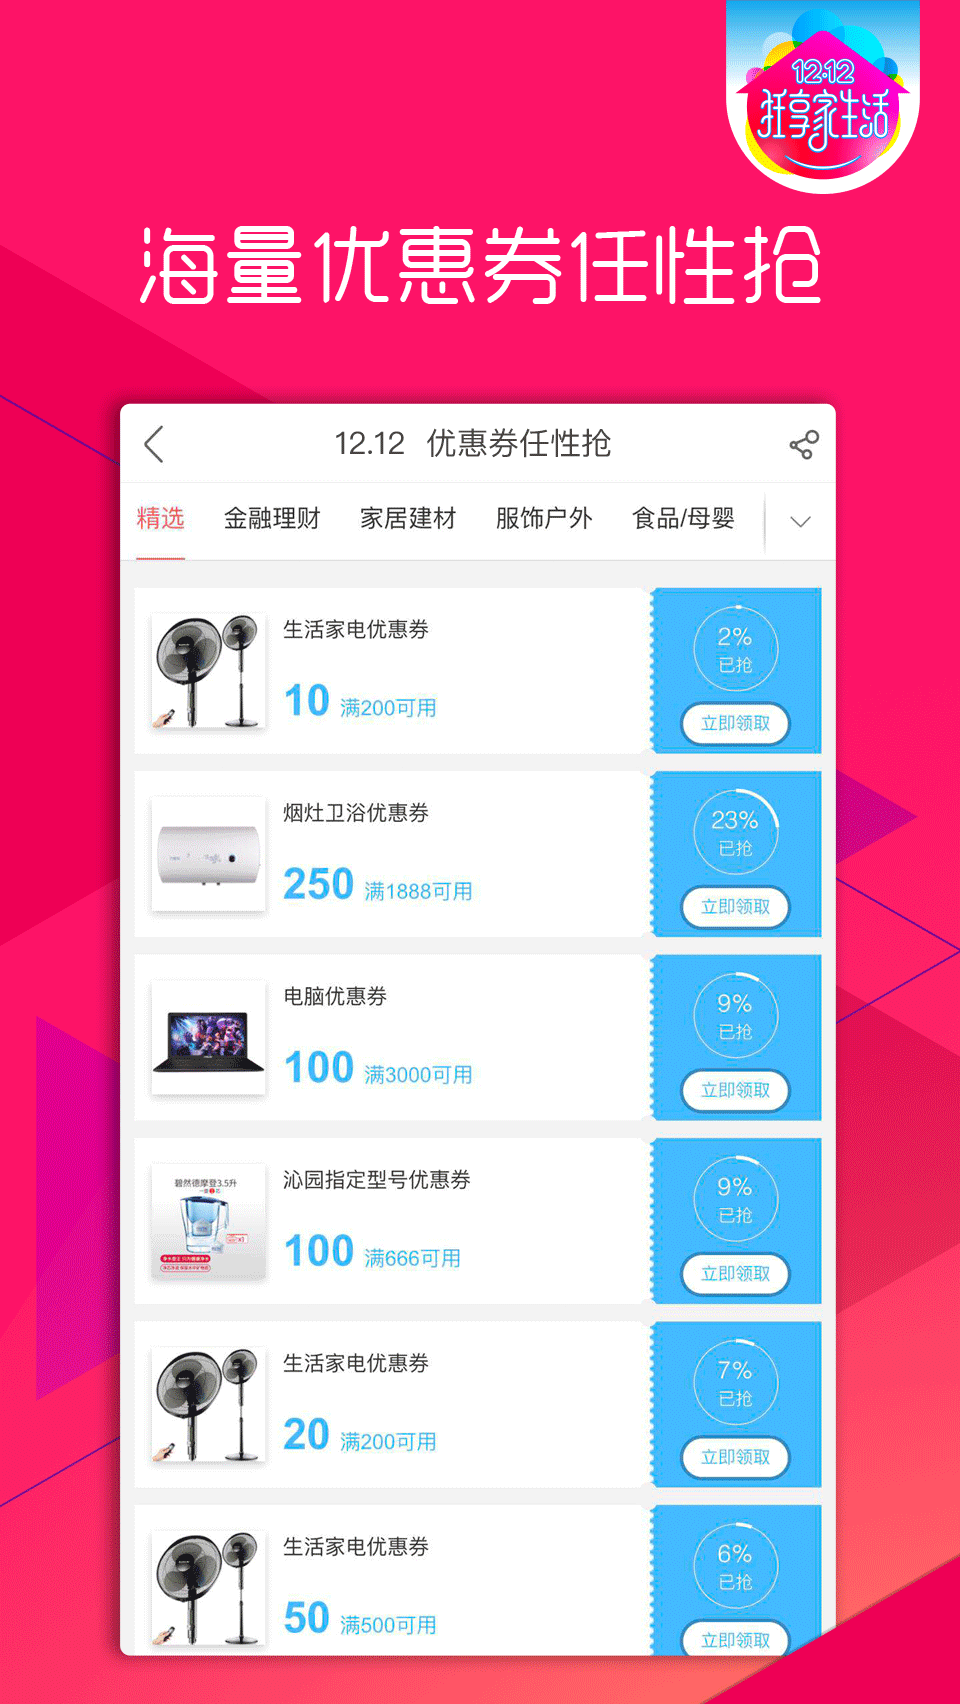 12.12
狂享家生活
海量优惠券任性抢
12.12 优惠券任性抢
精选 金融理财 家居建材 服饰户外 食品/母婴
生活家电优惠券
10 满200可用
2%
已抢
立即领取
烟灶卫浴优惠券
250 满1888可用
23%
已抢
立即领取
电脑优惠券
100 满3000可用
9%
已抢
立即领取
碧然德摩登3.5升
沁园指定型号优惠券
100 满666可用
9%
已抢
立即领取
生活家电优惠券
20 满200可用
7%
已抢
立即领取
生活家电优惠券
50 满500可用
6%
已抢
立即领取